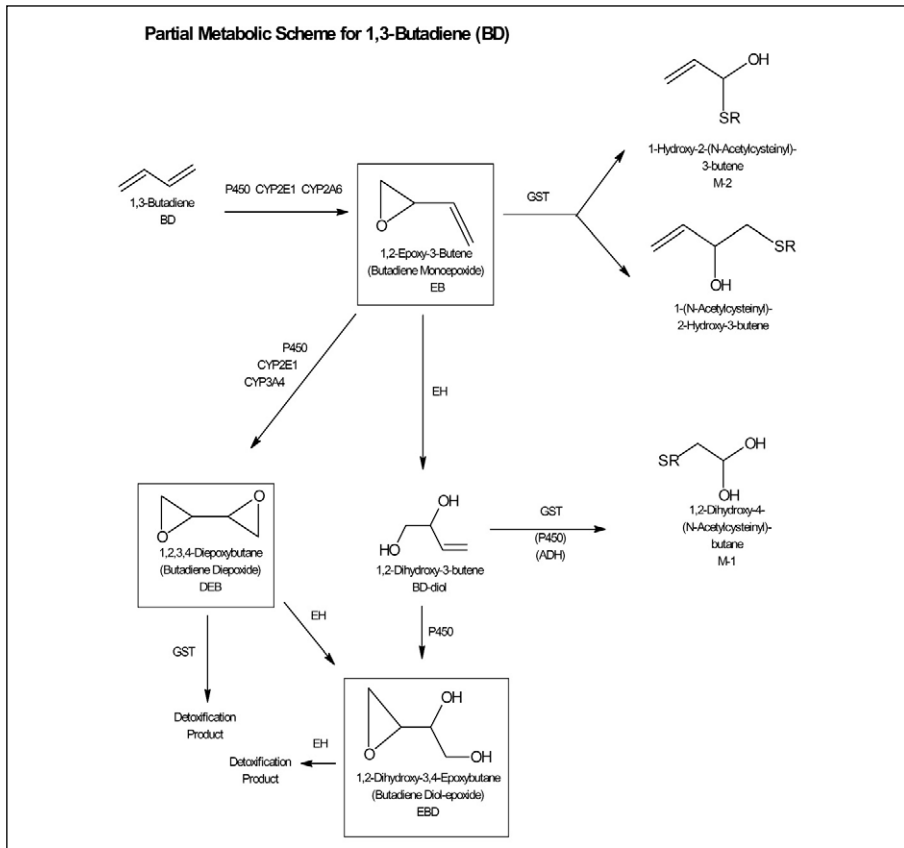 Partial Metabolic Scheme for 1,3-Butadiene (BD)
OH
SR
1-Hydroxy-2-(N-Acetylcysteinyl)-
3-butene
M-2
1,3-Butadiene
BD
P450 CYP2E1 CYP2A6
O
1,2-Epoxy-3-Butene
(Butadiene Monoepoxide)
EB
GST
SR
OH
1-(N-Acetylcysteinyl)-
2-Hydroxy-3-butene
P450
CYP2E1
CYP3A4
EH
O
O
1,2,3,4-Diepoxybutane
(Butadiene Diepoxide)
DEB
OH
HO
1,2-Dihydroxy-3-butene
BD-diol
GST
(P450)
(ADH)
SR
OH
OH
1,2-Dihydroxy-4-
(N-Acetylcysteinyl)-
butane
M-1
GST
EH
P450
Detoxification
Product
EH
Detoxification
Product
OH
O
OH
1,2-Dihydroxy-3,4-Epoxybutane
(Butadiene Diol-epoxide)
EBD